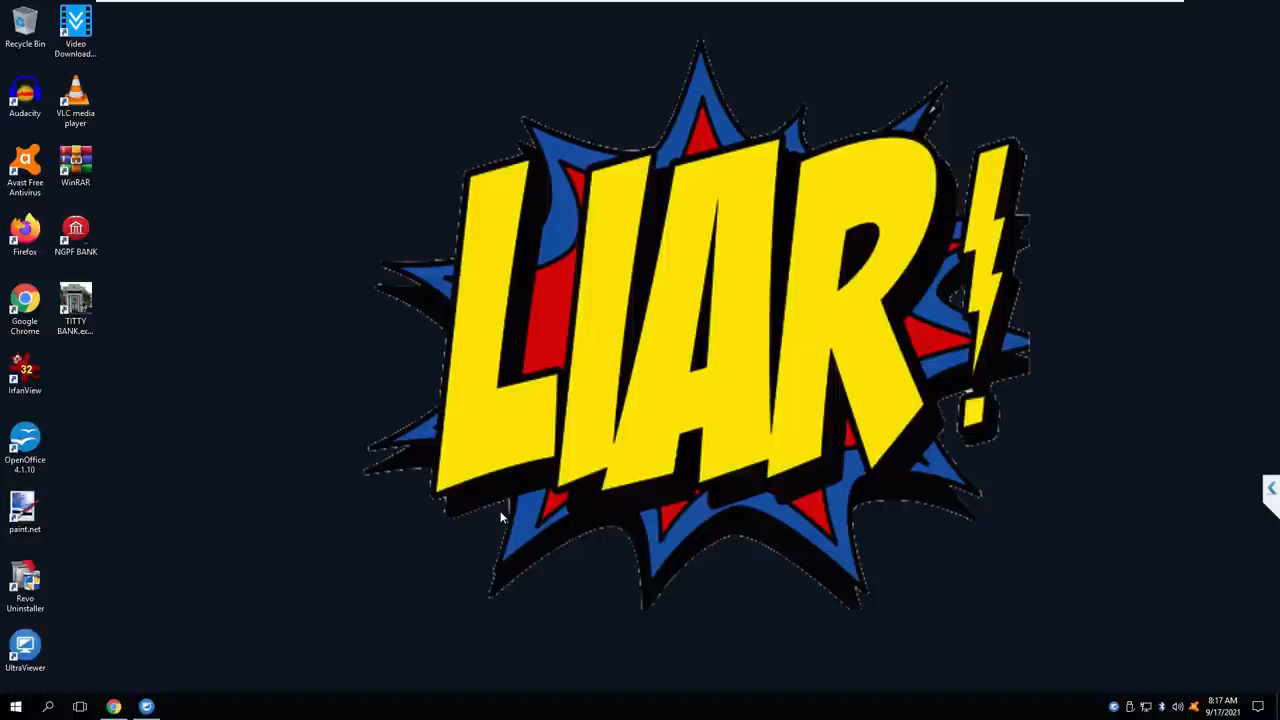 Recycle Bin
Video
Download...
Audacity
VLC media
player
Avast Free
Antivirus
WinRAR
Firefox
NGPF BANK
Google
Chrome
TITTY
BANK.ex...
32
IrfanView
OpenOffice
4.1.10
paint.net
Revo
Uninstaller
UltraViewer
LIAR!
8:17 AM
9/17/2021